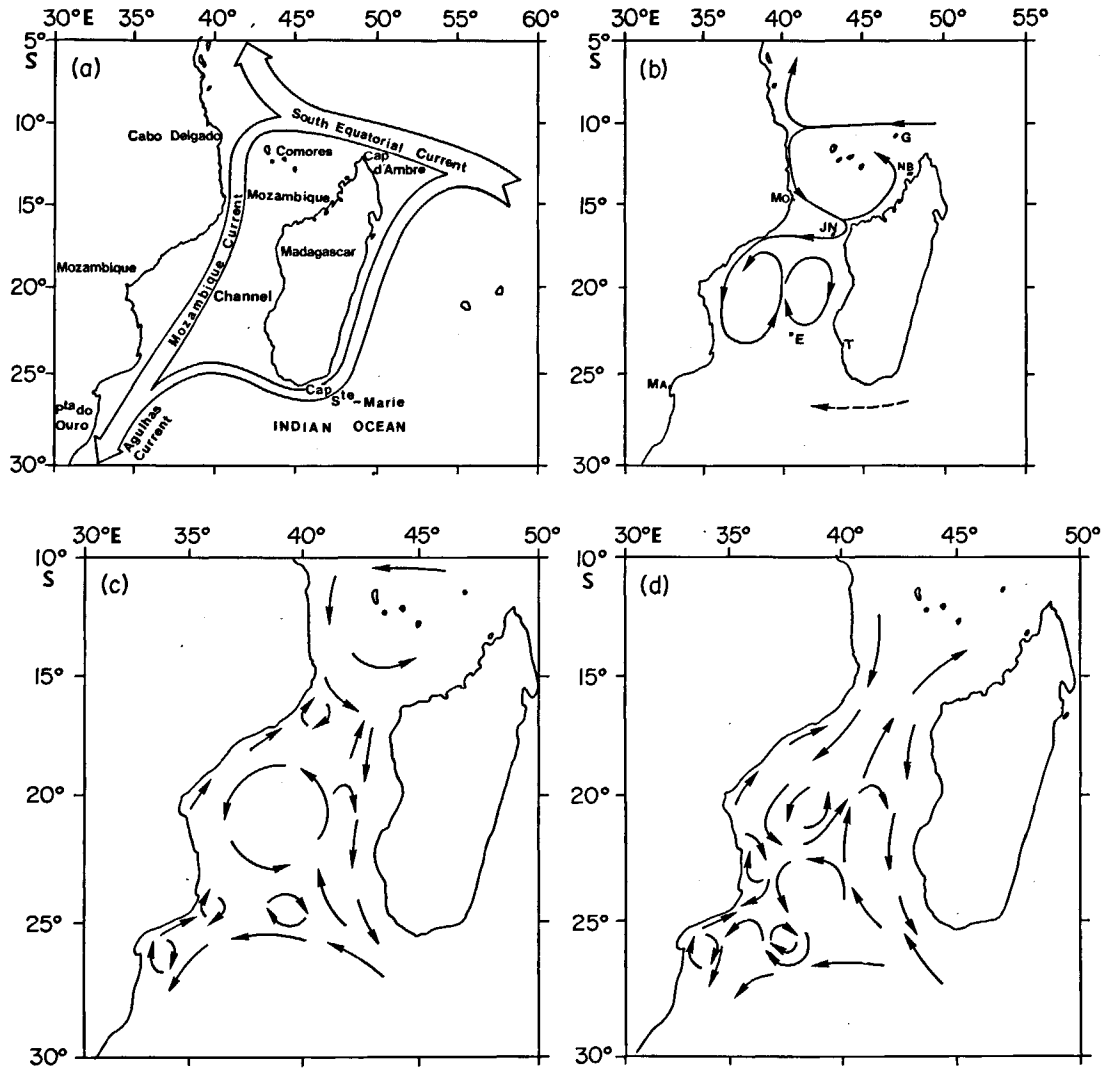 30°E 35° 40° 45° 50° 55° 60°
5°
S
10°
15°
20°
25°
30°
(a)
South Equatorial Current
Cabo Delgado
Comores
Cap
d'Ambre
Mozambique
Madagascar
Mozambique
Channel
Mozambique Current
Cap Ste-Marie
Pta do
Ouro
Agulhas
Current
INDIAN OCEAN
30°E 35° 40° 45° 50° 55°
5°
S
10°
15°
20°
25°
30°
(b)
G
NB
Mo
JN
E
T
MA
30°E 35° 40° 45° 50°
10°
S
15°
20°
25°
30°
(c)
30°E 35° 40° 45° 50°
10°
S
15°
20°
25°
30°
(d)